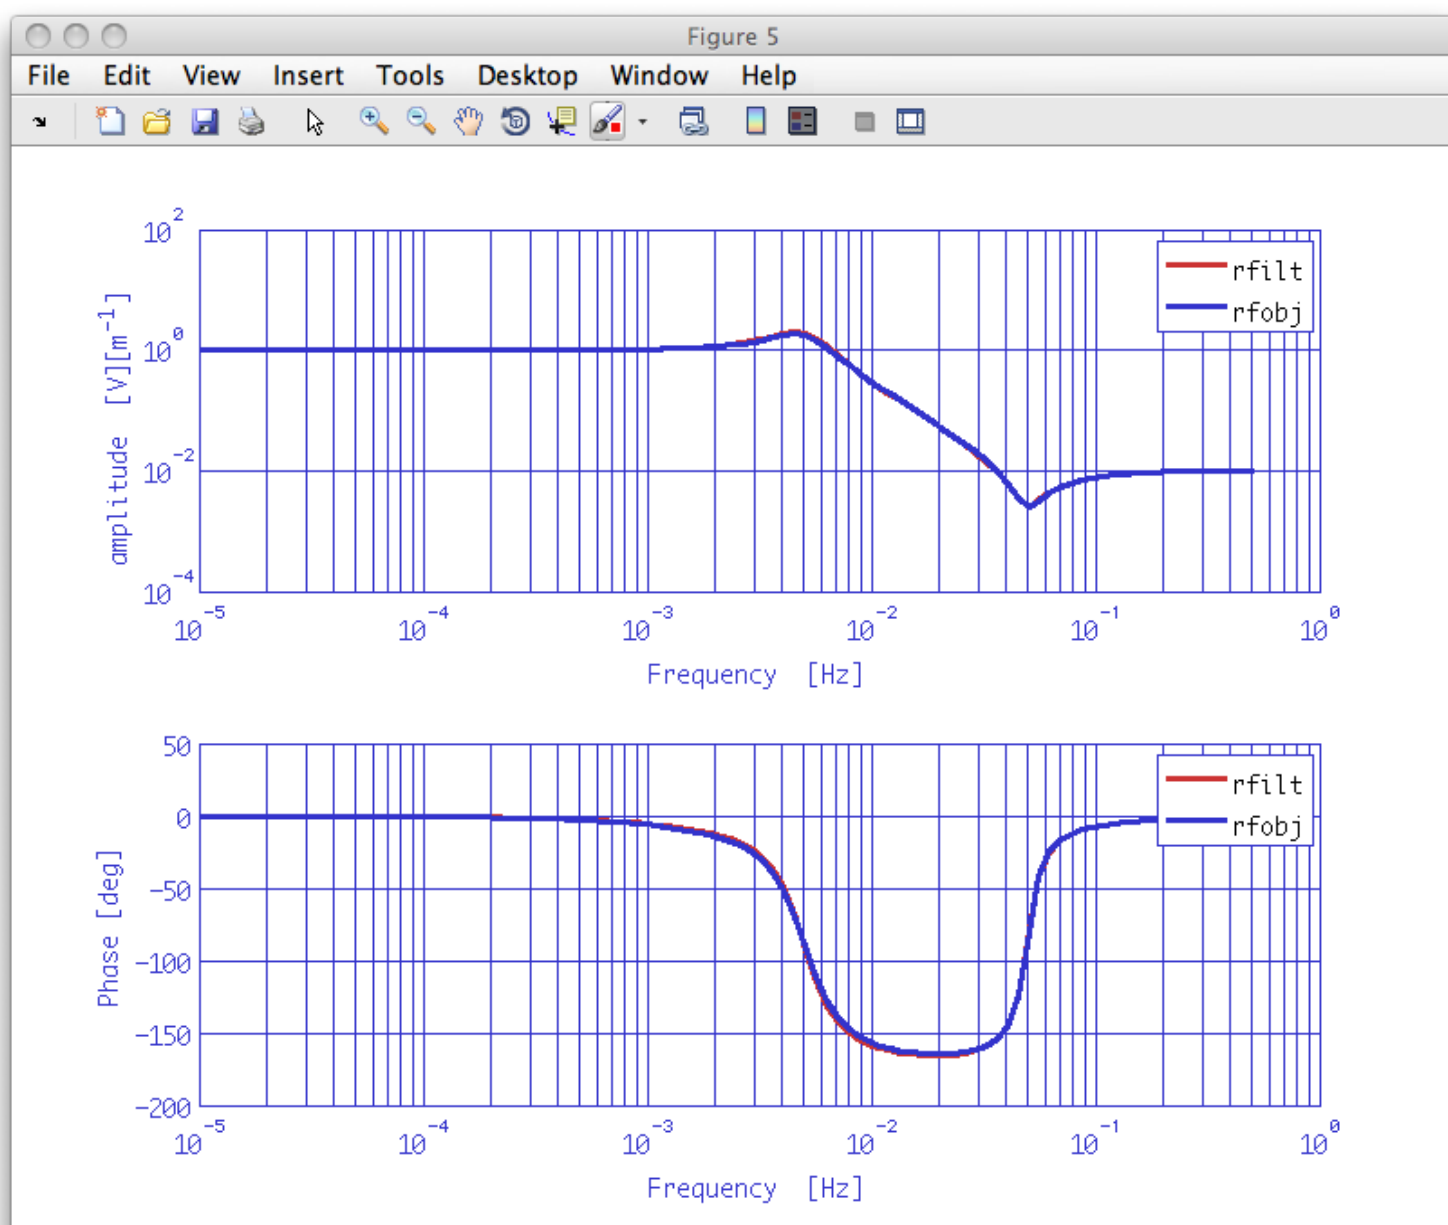 Figure 5
File Edit View Insert Tools Desktop Window Help
10^2
10^0
10^-2
10^-4
amplitude [V][m^-1]
rfilt
rfobj
10^-5 10^-4 10^-3 10^-2 10^-1 10^0
Frequency [Hz]
50
0
-50
-100
-150
-200
Phase [deg]
rfilt
rfobj
10^-5 10^-4 10^-3 10^-2 10^-1 10^0
Frequency [Hz]